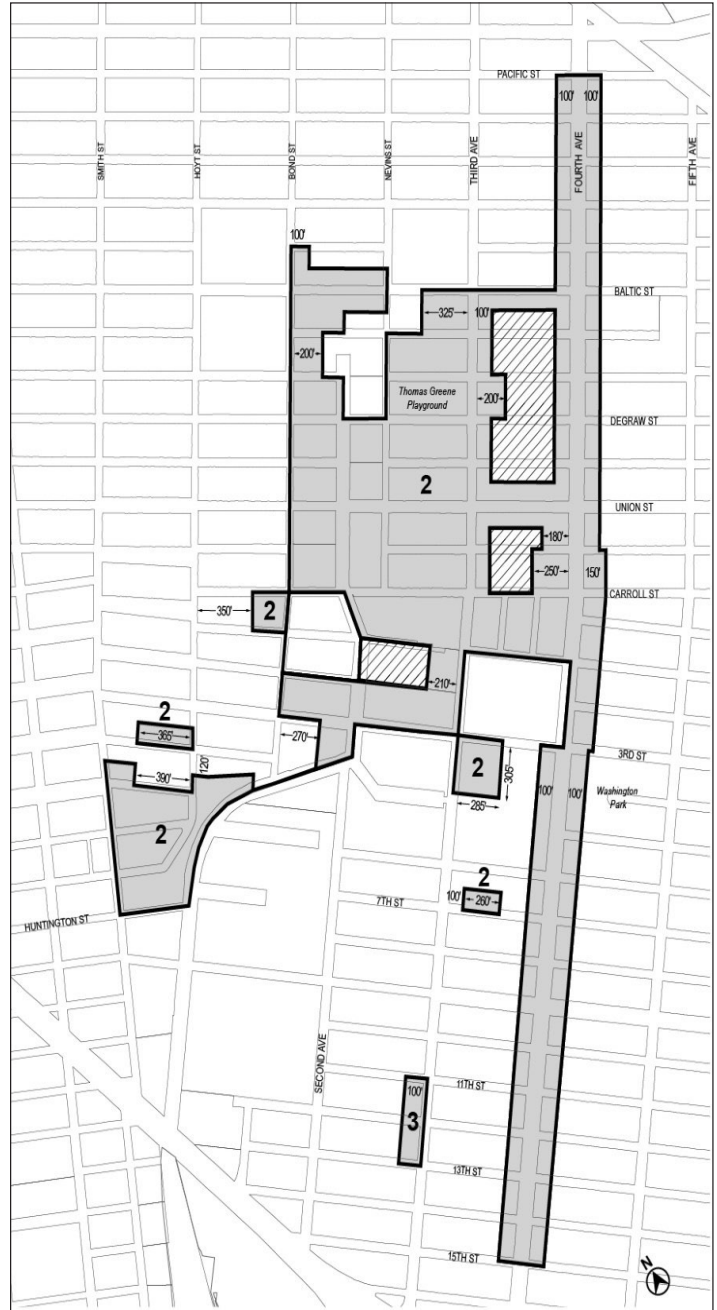 PACIFIC ST
100' 100'
SMITH ST
HOYT ST
BOND ST
NEVINS ST
THIRD AVE
FOURTH AVE
FIFTH AVE
100'
BALTIC ST
325'
100'
200'
Thomas Greene
Playground
200'
DEGRAW ST
2
UNION ST
180'
250'
150'
CARROLL ST
350'
2
210'
2
365'
270'
120'
3RD ST
390'
2
305'
285'
100'
100'
Washington
Park
2
2
100'
260'
7TH ST
HUNTINGTON ST
SECOND AVE
11TH ST
100'
3
13TH ST
15TH ST
N